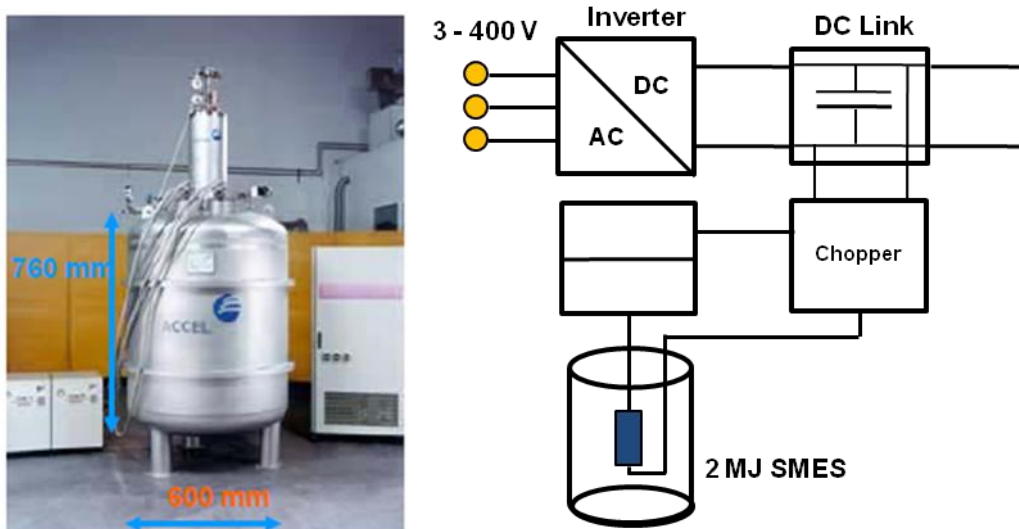 760 mm
ACCEL
600 mm
3 - 400 V
Inverter
DC
AC
DC Link
Chopper
2 MJ SMES